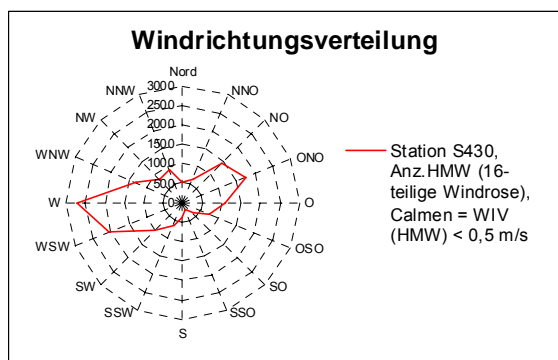 Windrichtungsverteilung
Nord
NNW
NNO
NW
NO
WNW
ONO
W
O
WSW
OSO
SW
SO
SSW
SSO
S
3000
2500
2000
1500
1000
500
0
Station S430,
Anz.HMW (16-
teilige Windrose),
Calmen = WIV
(HMW) < 0,5 m/s